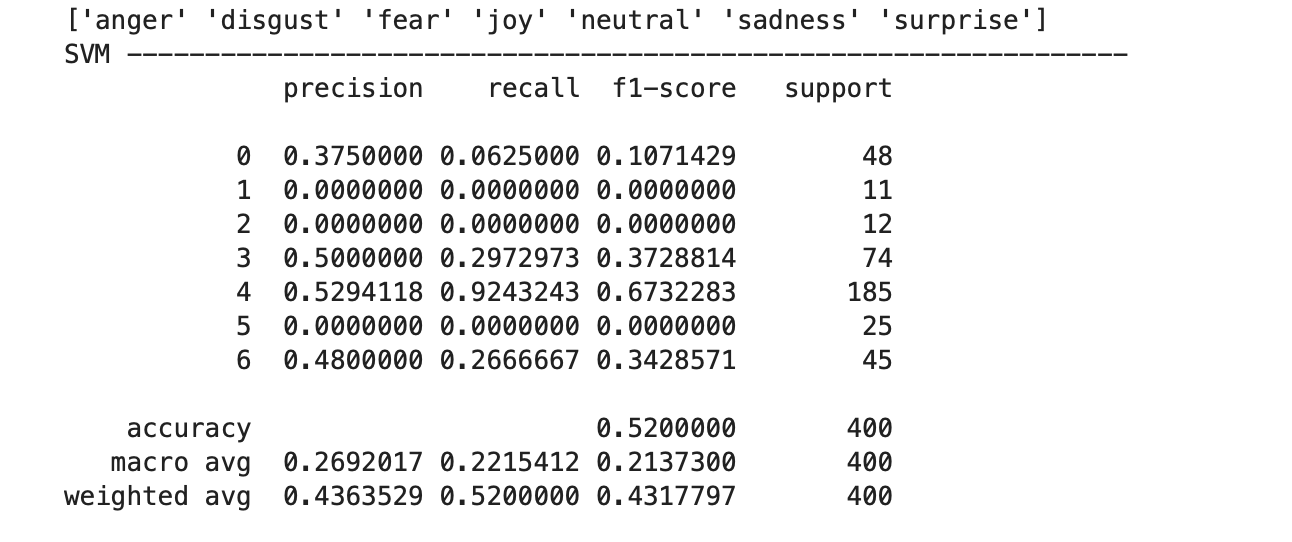 ['anger' 'disgust' 'fear' 'joy' 'neutral' 'sadness' 'surprise']
SVM ----------------------------------------------------------------
precision recall f1-score support
0 0.3750000 0.0625000 0.1071429 48
1 0.0000000 0.0000000 0.0000000 11
2 0.0000000 0.0000000 0.0000000 12
3 0.5000000 0.2972973 0.3728814 74
4 0.5294118 0.9243243 0.6732283 185
5 0.0000000 0.0000000 0.0000000 25
6 0.4800000 0.2666667 0.3428571 45
accuracy 0.5200000 400
macro avg 0.2692017 0.2215412 0.2137300 400
weighted avg 0.4363529 0.5200000 0.4317797 400